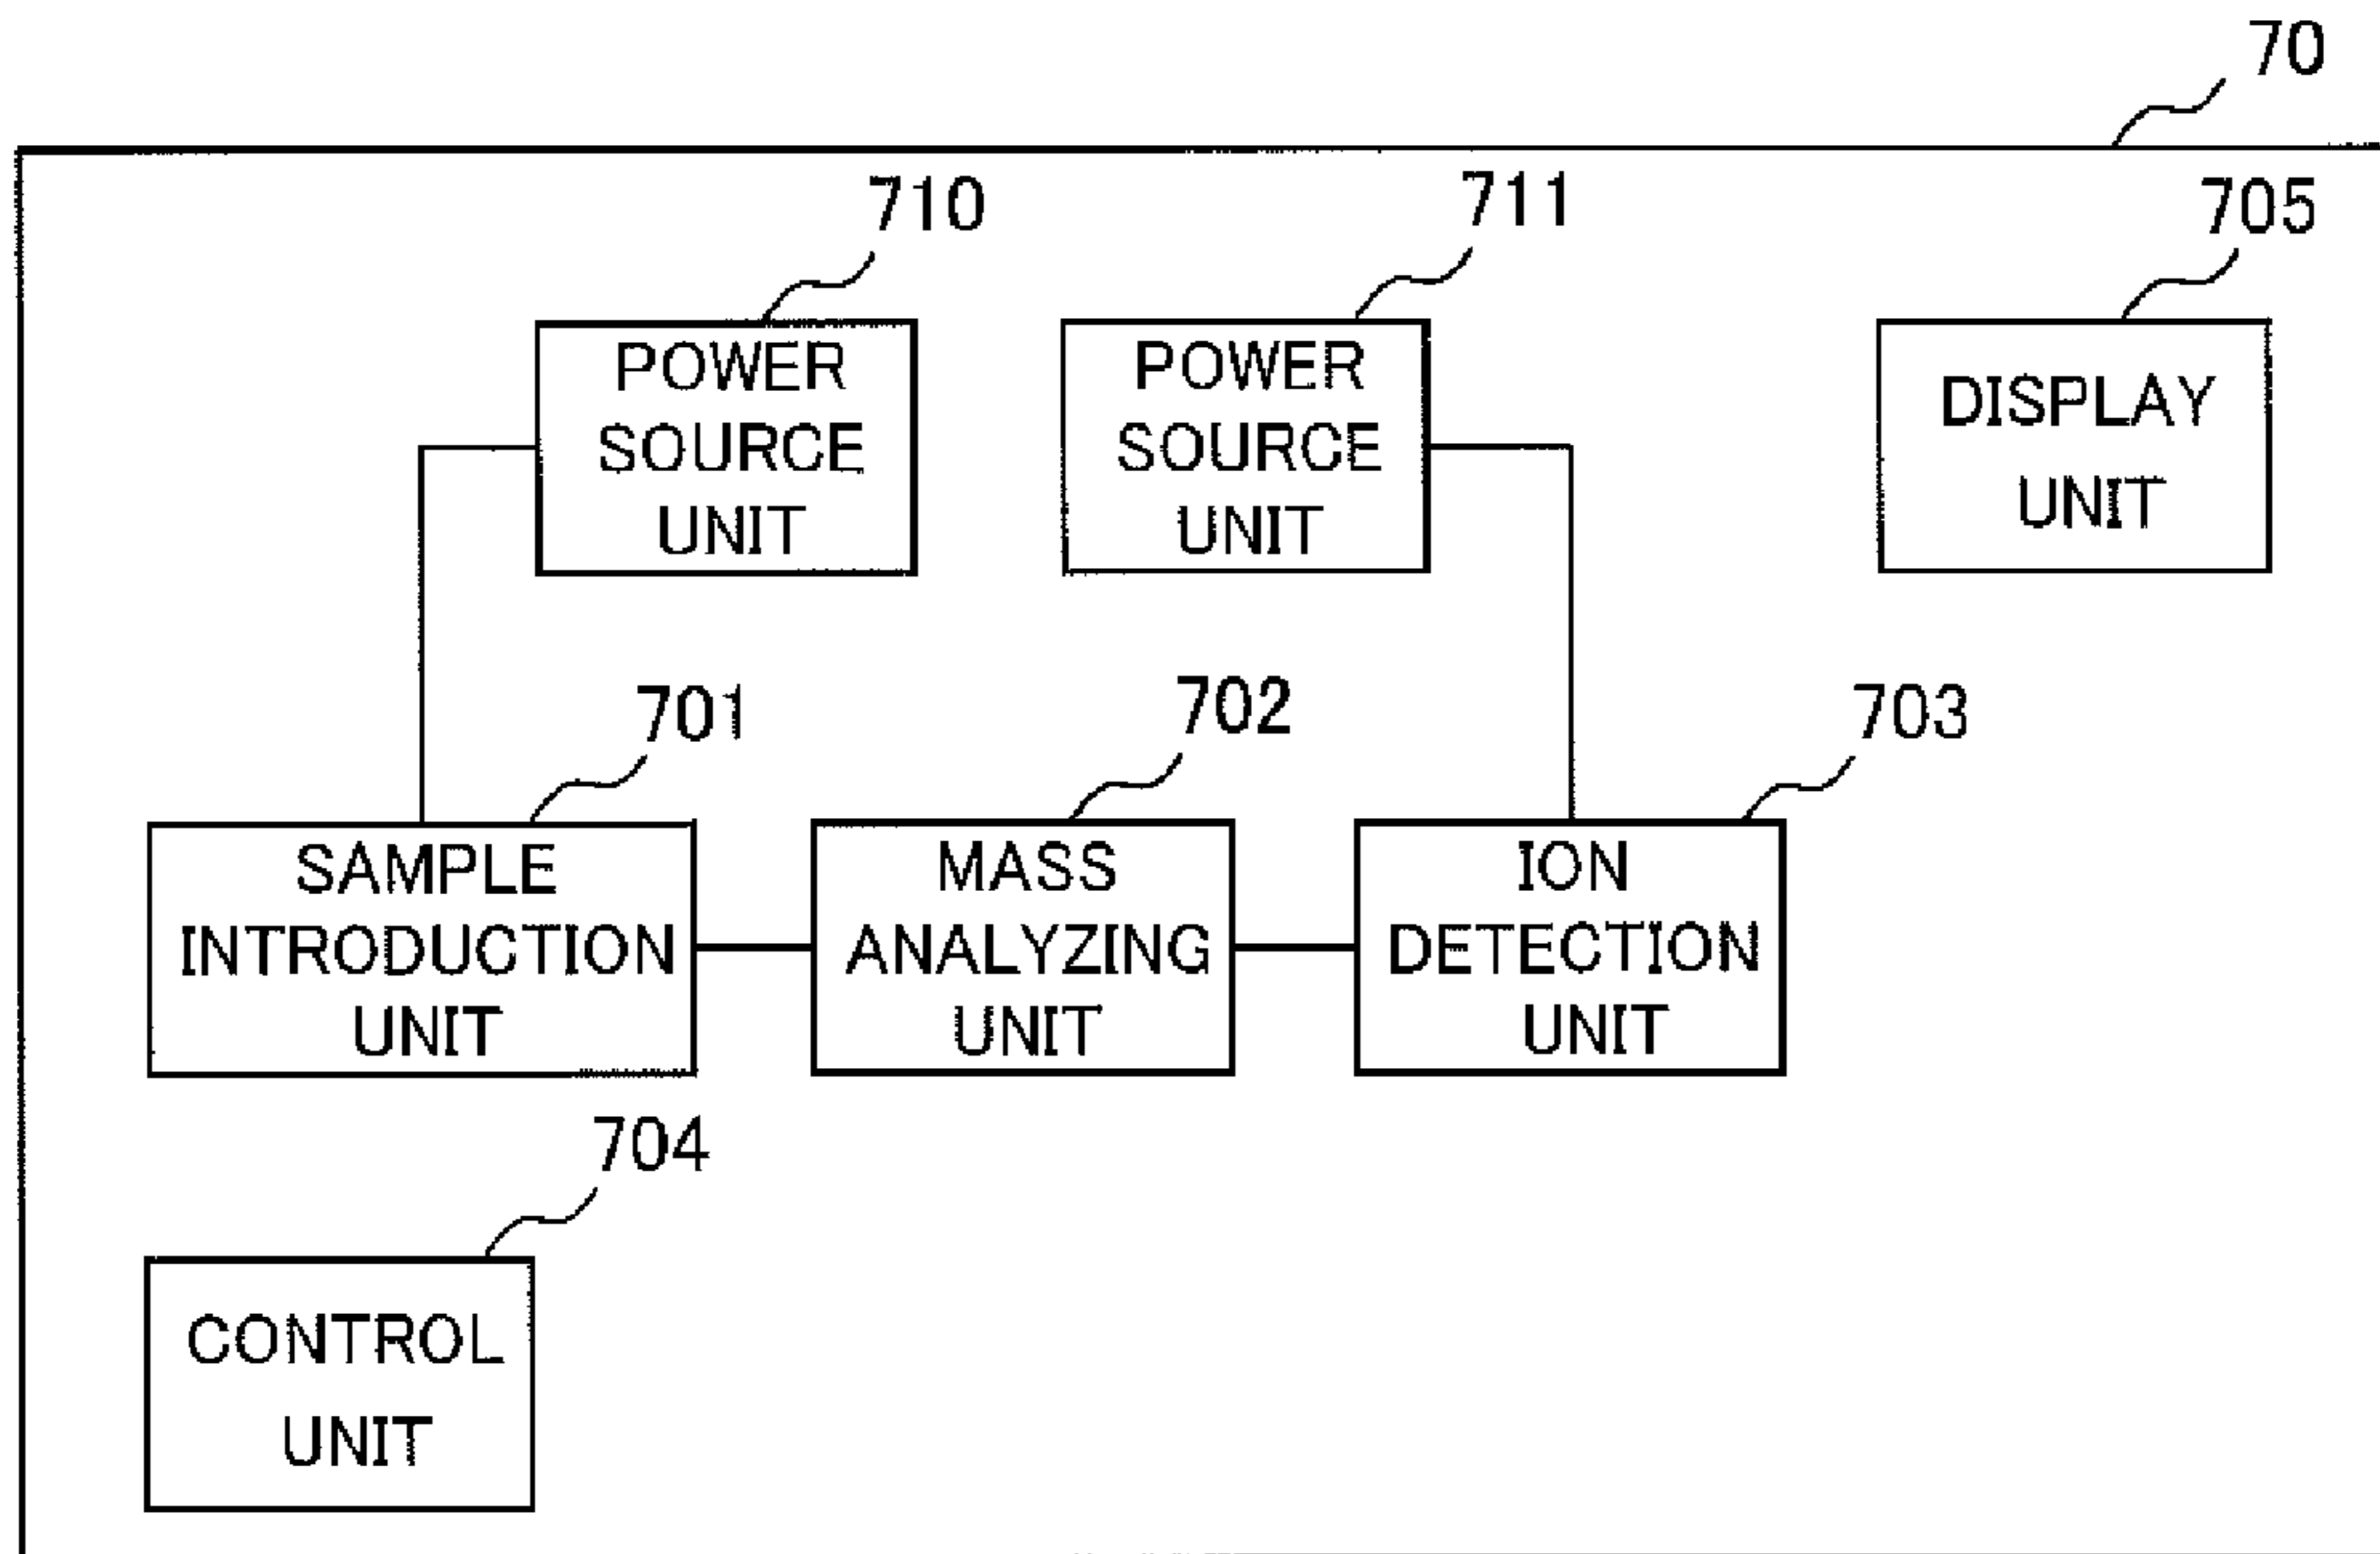 70
710
711
705
POWER
SOURCE
UNIT
POWER
SOURCE
UNIT
DISPLAY
UNIT
701
702
703
SAMPLE
INTRODUCTION
UNIT
MASS
ANALYZING
UNIT
ION
DETECTION
UNIT
704
CONTROL
UNIT